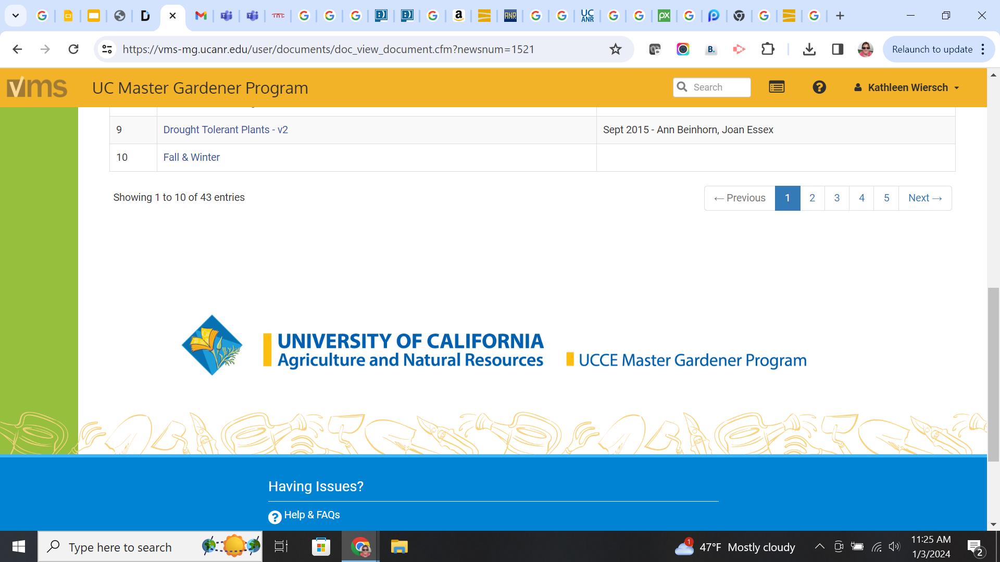 https://vms-mg.ucanr.edu/user/documents/doc_view_document.cfm?newsnum=1521
Relaunch to update
vms
UC Master Gardener Program
Search
Kathleen Wiersch
9
Drought Tolerant Plants - v2
Sept 2015 - Ann Beinhorn, Joan Essex
10
Fall & Winter
Showing 1 to 10 of 43 entries
← Previous
1
2
3
4
5
Next →
UNIVERSITY OF CALIFORNIA
Agriculture and Natural Resources
UCCE Master Gardener Program
Having Issues?
Help & FAQs
Type here to search
1
47°F Mostly cloudy
11:25 AM
1/3/2024
2